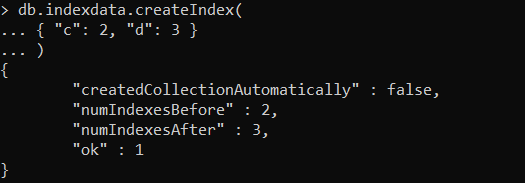 > db.indexdata.createIndex(
... { "c": 2, "d": 3 }
... )
{
        "createdCollectionAutomatically" : false,
        "numIndexesBefore" : 2,
        "numIndexesAfter" : 3,
        "ok" : 1
}